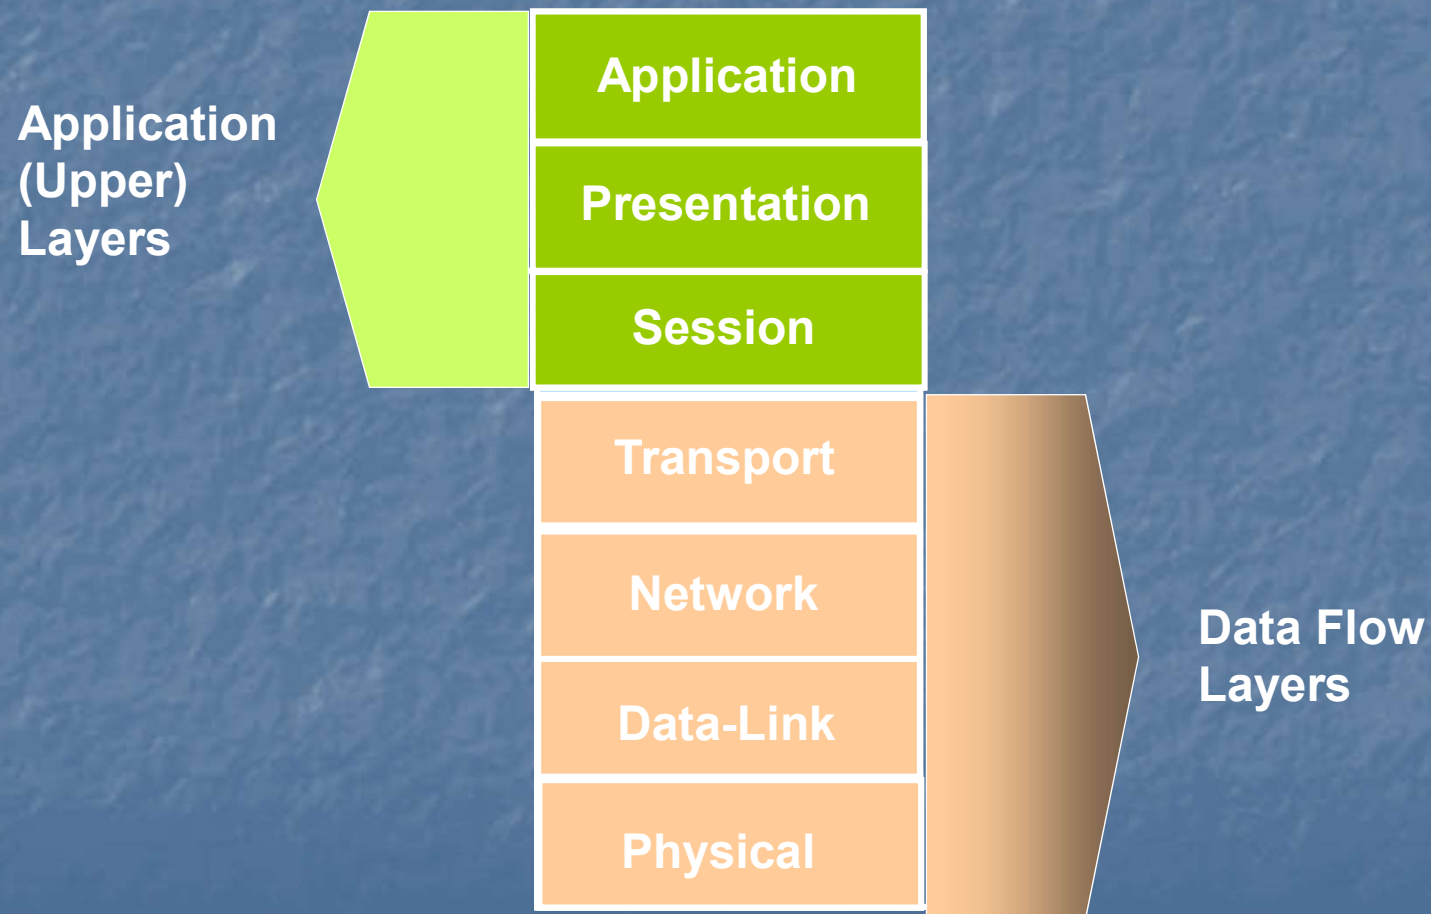 Application
(Upper)
Layers
Application
Presentation
Session
Transport
Network
Data-Link
Physical
Data Flow
Layers